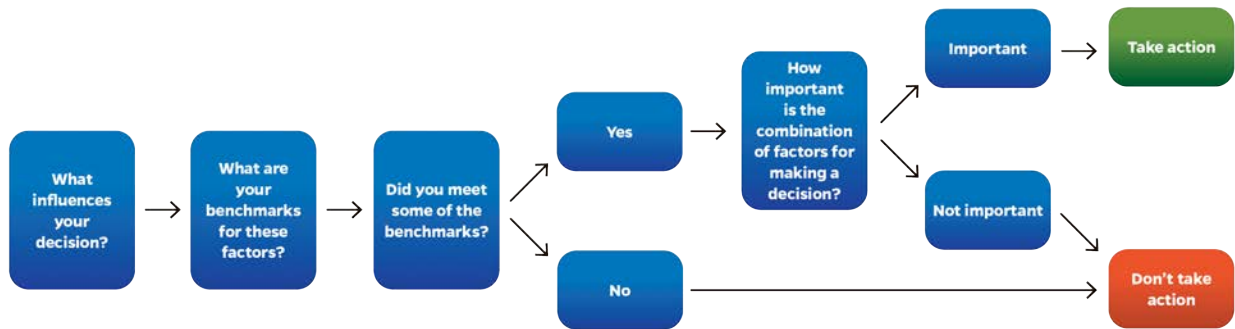 What
influences
your
decision?
What are
your
benchmarks
for these
factors?
Did you meet
some of the
benchmarks?
Yes
No
How
important
is the
combination
of factors for
making a
decision?
Important
Not important
Take action
Don't take
action